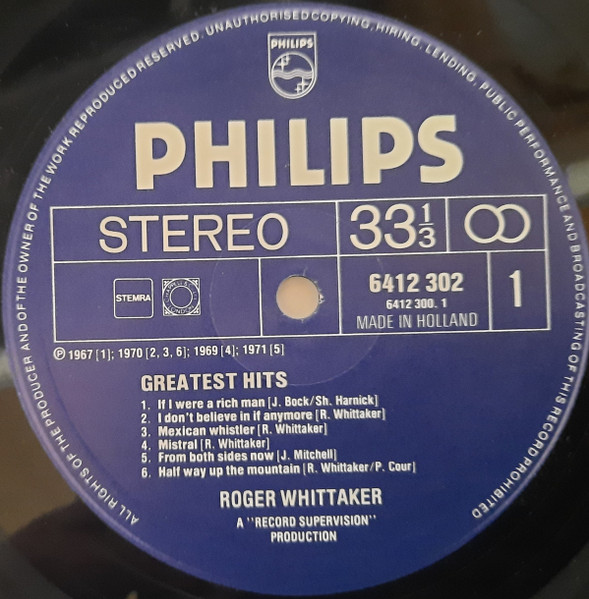 ALL RIGHTS OF THE PRODUCER AND OF THE OWNER OF THE WORK REPRODUCED RESERVED. UNAUTHORISED COPYING, HIRING, LENDING, PUBLIC PERFORMANCE AND BROADCASTING OF THIS RECORD PROHIBITED
PHILIPS
PHILIPS
STEREO
33 1/3
STEMRA
6412 302
6412 300. 1
MADE IN HOLLAND
1
℗ 1967 [1]; 1970 [2, 3, 6]; 1969 [4]; 1971 [5]
GREATEST HITS
1. If I were a rich man [J. Bock/Sh. Harnick]
2. I don't believe in if anymore [R. Whittaker]
3. Mexican whistler [R. Whittaker]
4. Mistral [R. Whittaker]
5. From both sides now [J. Mitchell]
6. Half way up the mountain [R. Whittaker/P. Cour]
ROGER WHITTAKER
A "RECORD SUPERVISION"
PRODUCTION